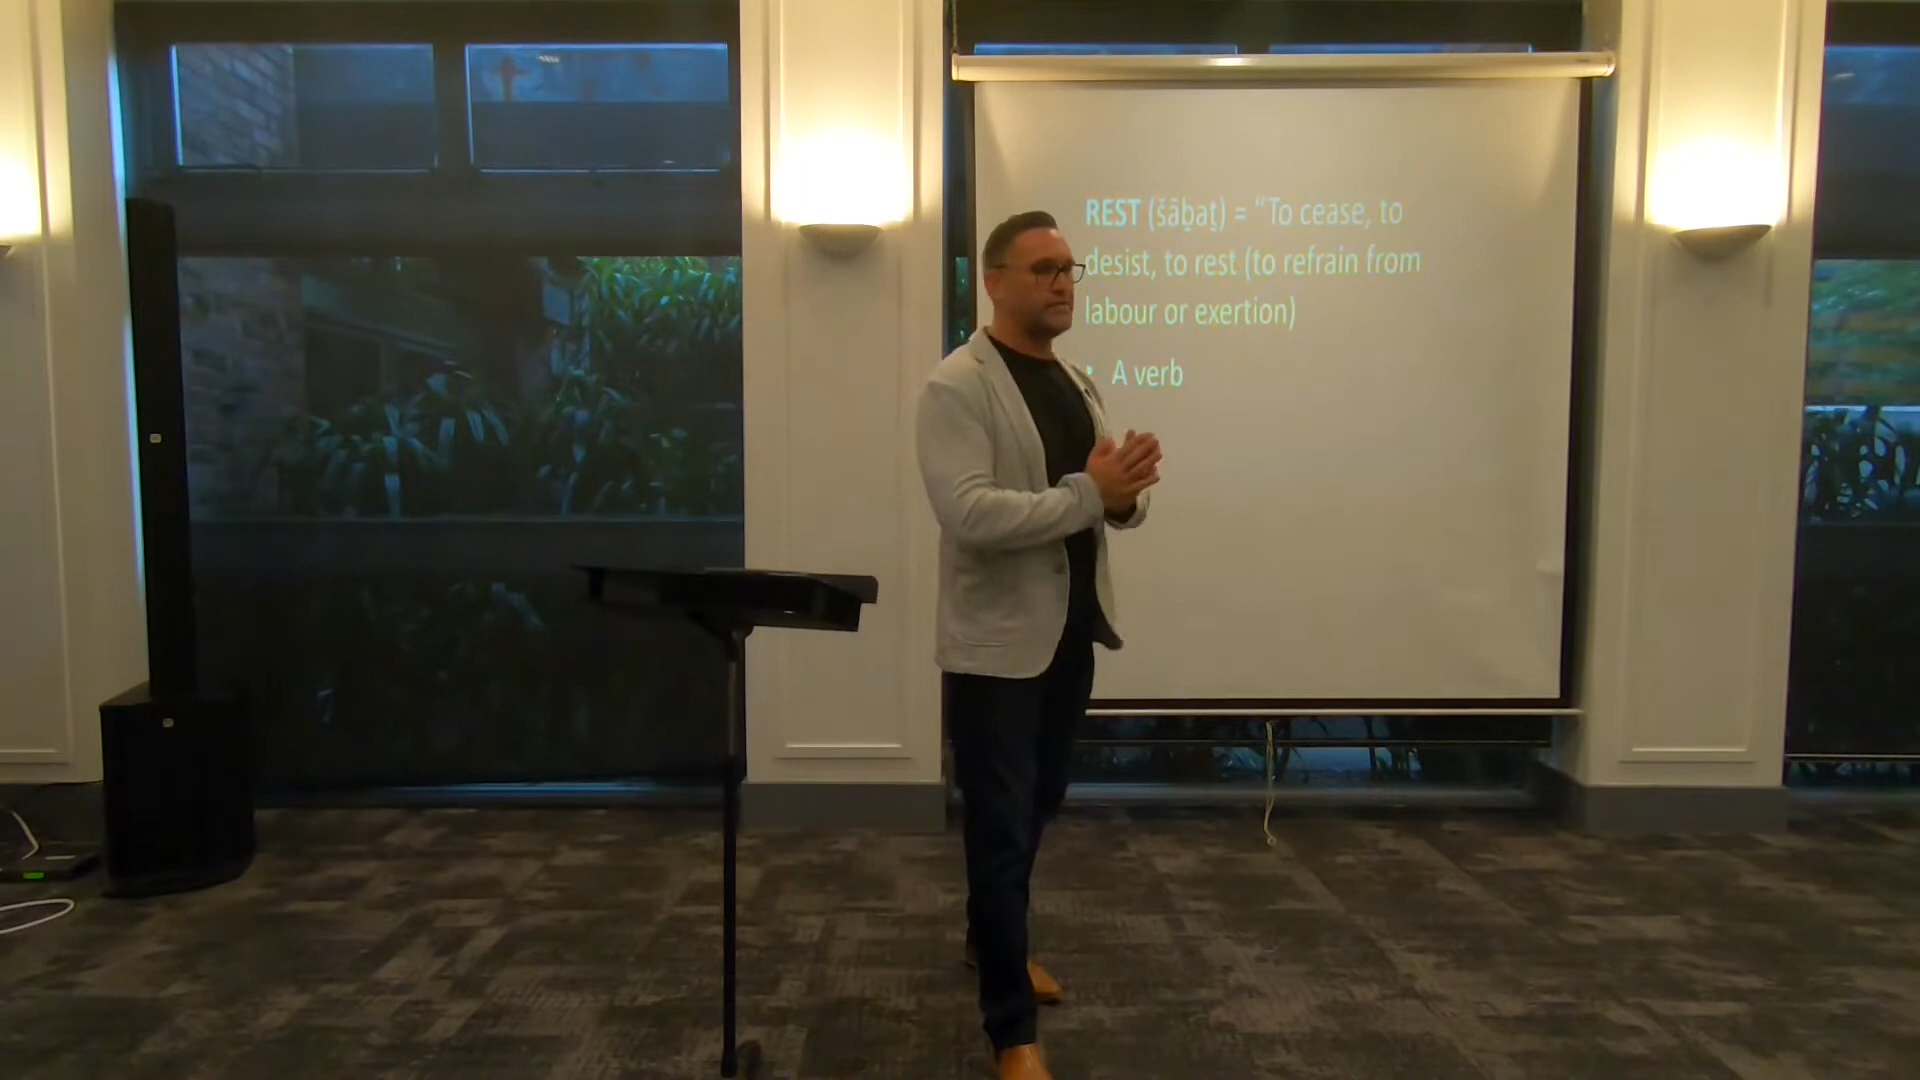 REST (šāḇaṯ) = “To cease, to
desist, to rest (to refrain from
labour or exertion)
• A verb